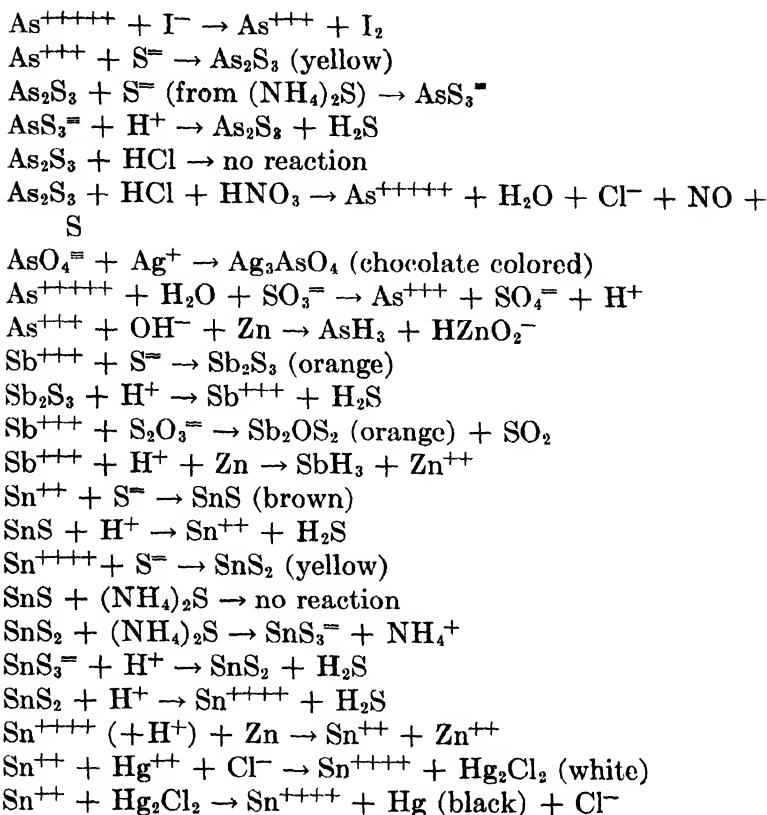 As⁺⁺⁺⁺⁺ + I⁻ → As⁺⁺⁺ + I₂
As⁺⁺⁺ + S⁼ → As₂S₃ (yellow)
As₂S₃ + S⁼ (from (NH₄)₂S) → AsS₃⁼
AsS₃≡ + H⁺ → As₂S₃ + H₂S
As₂S₃ + HCl → no reaction
As₂S₃ + HCl + HNO₃ → As⁺⁺⁺⁺⁺ + H₂O + Cl⁻ + NO +
S
AsO₄≡ + Ag⁺ → Ag₃AsO₄ (chocolate colored)
As⁺⁺⁺⁺⁺ + H₂O + SO₃⁼ → As⁺⁺⁺ + SO₄⁼ + H⁺
As⁺⁺⁺ + OH⁻ + Zn → AsH₃ + HZnO₂⁻
Sb⁺⁺⁺ + S⁼ → Sb₂S₃ (orange)
Sb₂S₃ + H⁺ → Sb⁺⁺⁺ + H₂S
Sb⁺⁺⁺ + S₂O₃⁼ → Sb₂OS₂ (orange) + SO₂
Sb⁺⁺⁺ + H⁺ + Zn → SbH₃ + Zn⁺⁺
Sn⁺⁺ + S⁼ → SnS (brown)
SnS + H⁺ → Sn⁺⁺ + H₂S
Sn⁺⁺⁺⁺ + S⁼ → SnS₂ (yellow)
SnS + (NH₄)₂S → no reaction
SnS₂ + (NH₄)₂S → SnS₃⁼ + NH₄⁺
SnS₃⁼ + H⁺ → SnS₂ + H₂S
SnS₂ + H⁺ → Sn⁺⁺⁺⁺ + H₂S
Sn⁺⁺⁺⁺ (+H⁺) + Zn → Sn⁺⁺ + Zn⁺⁺
Sn⁺⁺ + Hg⁺⁺ + Cl⁻ → Sn⁺⁺⁺⁺ + Hg₂Cl₂ (white)
Sn⁺⁺ + Hg₂Cl₂ → Sn⁺⁺⁺⁺ + Hg (black) + Cl⁻